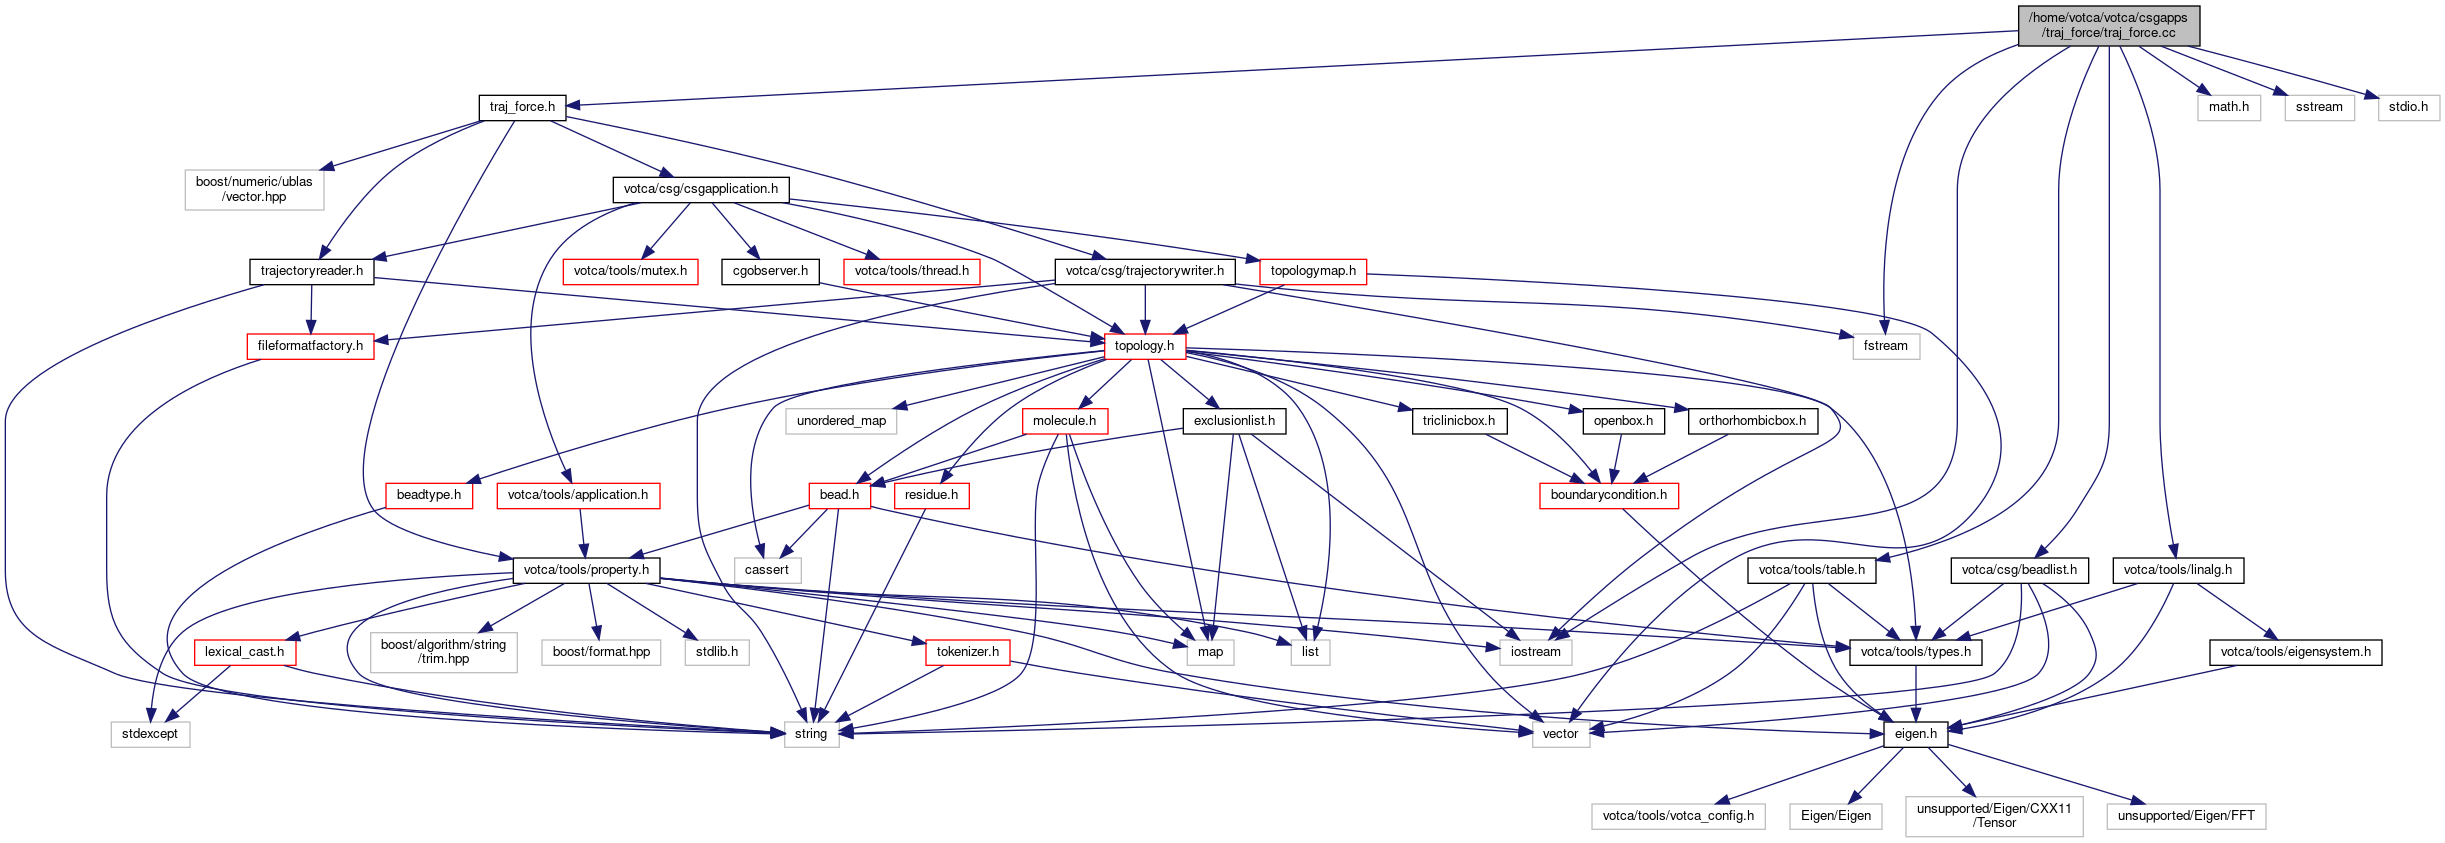 /home/votca/votca/csgapps
/traj_force/traj_force.cc
traj_force.h
math.h
sstream
stdio.h
boost/numeric/ublas
/vector.hpp
votca/csg/csgapplication.h
trajectoryreader.h
votca/tools/mutex.h
cgobserver.h
votca/tools/thread.h
votca/csg/trajectorywriter.h
topologymap.h
fileformatfactory.h
topology.h
fstream
unordered_map
molecule.h
exclusionlist.h
triclinicbox.h
openbox.h
orthorhombicbox.h
beadtype.h
votca/tools/application.h
bead.h
residue.h
boundarycondition.h
votca/tools/property.h
cassert
votca/tools/table.h
votca/csg/beadlist.h
votca/tools/linalg.h
lexical_cast.h
boost/algorithm/string
/trim.hpp
boost/format.hpp
stdlib.h
tokenizer.h
map
list
iostream
votca/tools/types.h
votca/tools/eigensystem.h
stdexcept
string
vector
eigen.h
votca/tools/votca_config.h
Eigen/Eigen
unsupported/Eigen/CXX11
/Tensor
unsupported/Eigen/FFT